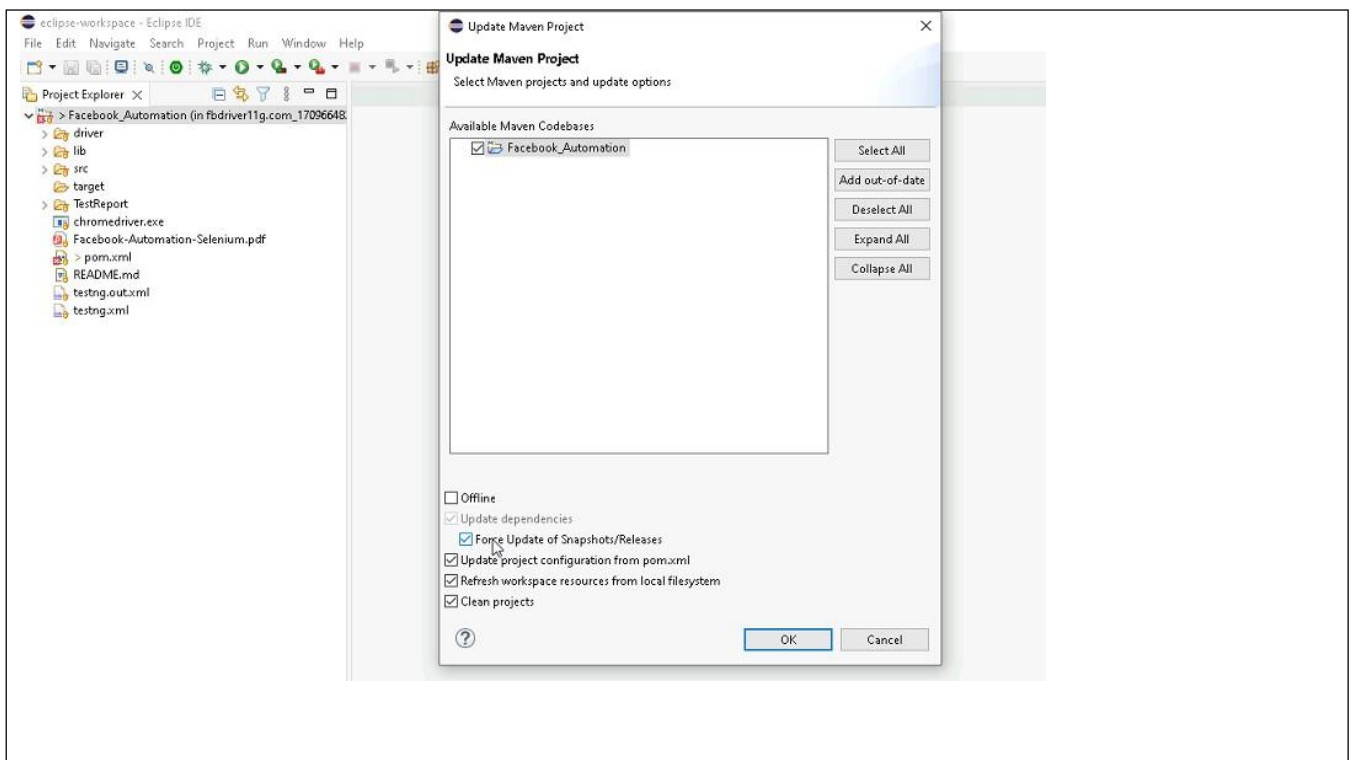 eclipse-workspace - Eclipse IDE
File Edit Navigate Search Project Run Window Help
Project Explorer
> Facebook_Automation (in fbdriver11g.com_17096648
driver
lib
src
target
TestReport
chromedriver.exe
Facebook-Automation-Selenium.pdf
> pom.xml
README.md
testng.out.xml
testng.xml
Update Maven Project
Update Maven Project
Select Maven projects and update options
Available Maven Codebases
Facebook_Automation
Select All
Add out-of-date
Deselect All
Expand All
Collapse All
Offline
Update dependencies
Force Update of Snapshots/Releases
Update project configuration from pom.xml
Refresh workspace resources from local filesystem
Clean projects
OK
Cancel